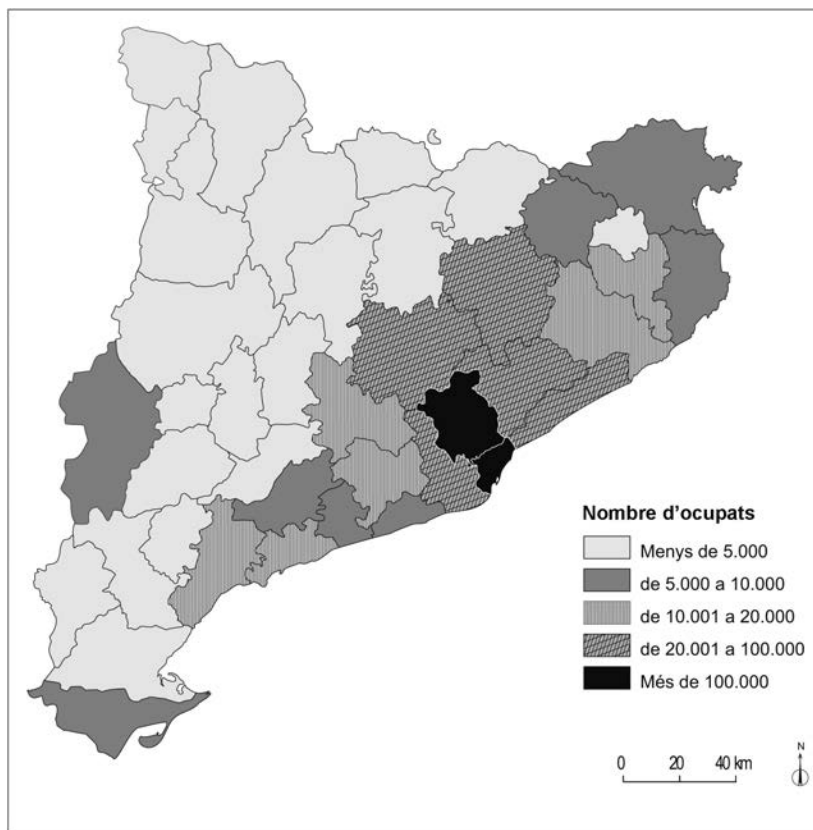 Nombre d'ocupats
Menys de 5.000
de 5.000 a 10.000
de 10.001 a 20.000
de 20.001 a 100.000
Més de 100.000
N
0 20 40 km